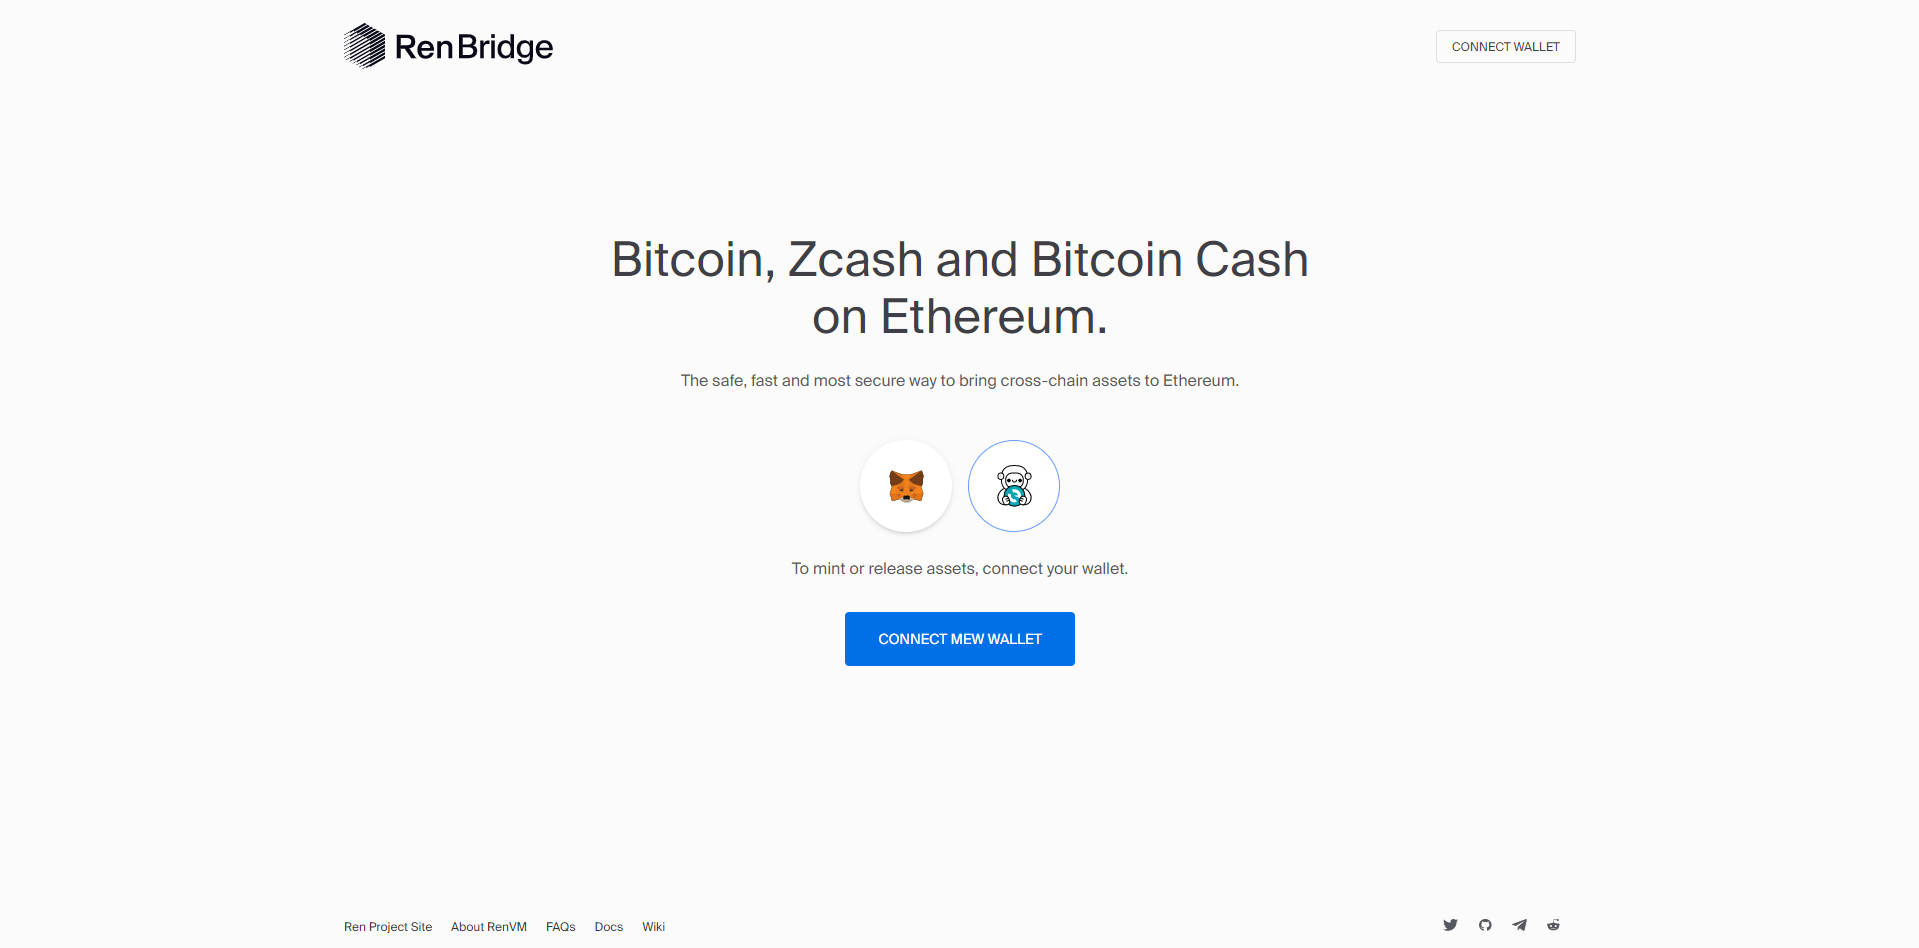 Ren Bridge
CONNECT WALLET
Bitcoin, Zcash and Bitcoin Cash
on Ethereum.
The safe, fast and most secure way to bring cross-chain assets to Ethereum.
To mint or release assets, connect your wallet.
CONNECT MEW WALLET
Ren Project Site About RenVM FAQs Docs Wiki